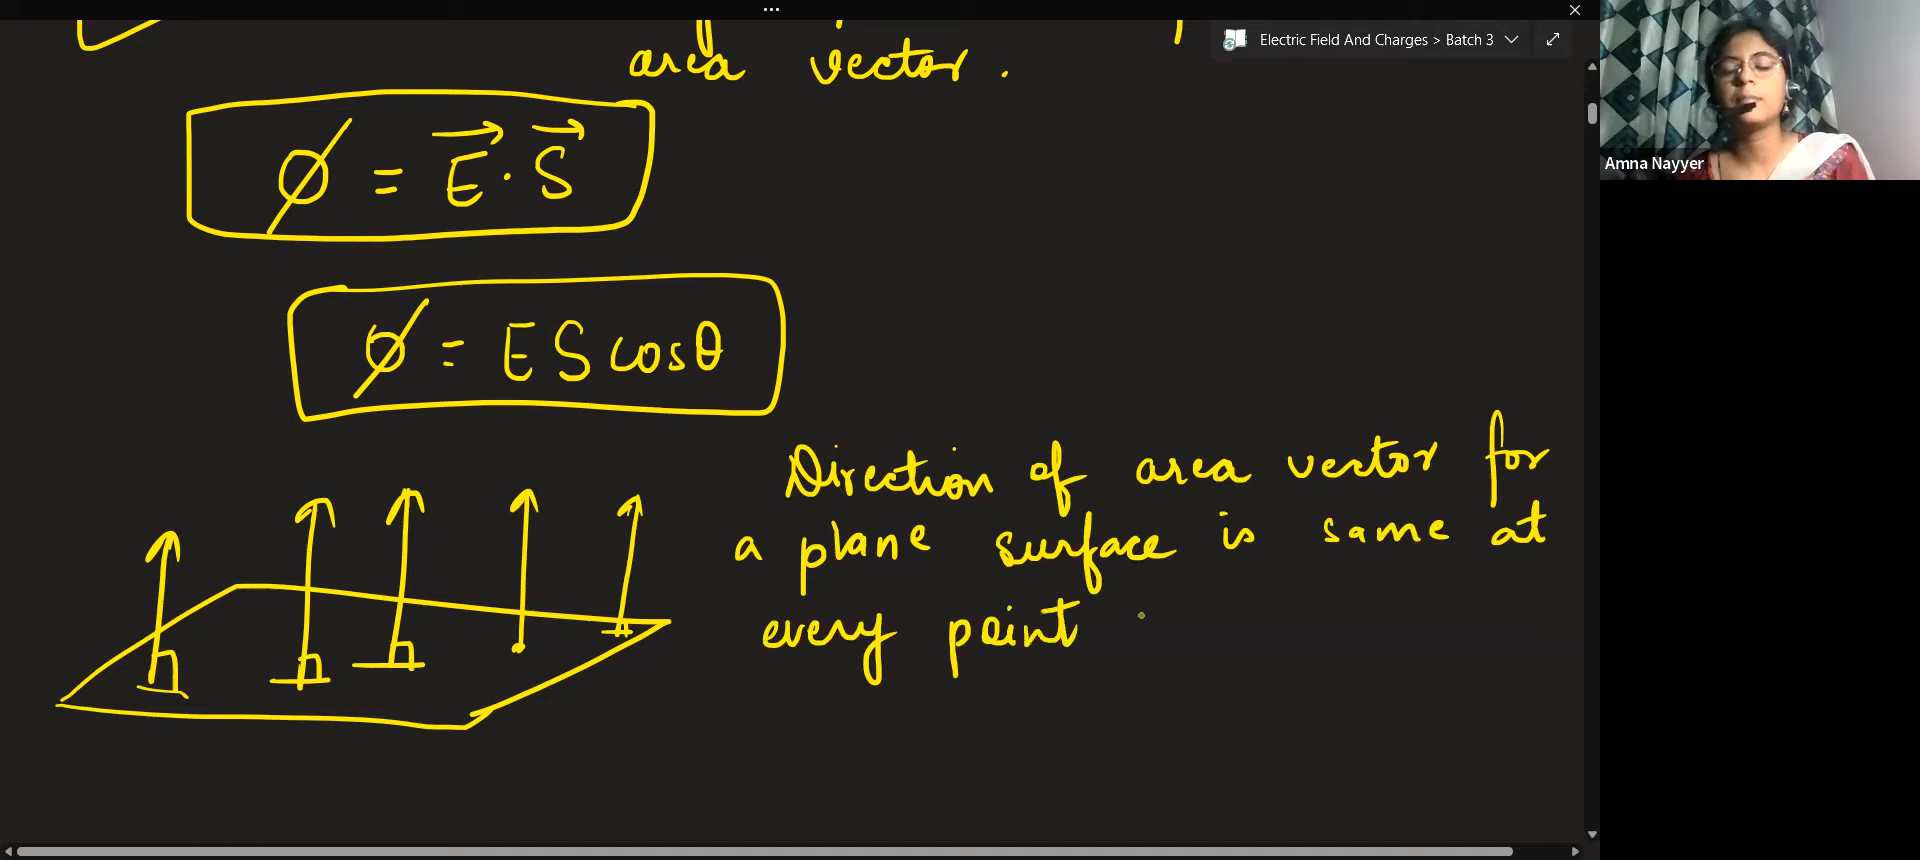 Electric Field And Charges > Batch 3
area vector.
Amna Nayyer
∅ = E⃗ · S⃗
∅ = E S cosθ
Direction of area vector for
a plane surface is same at
every point